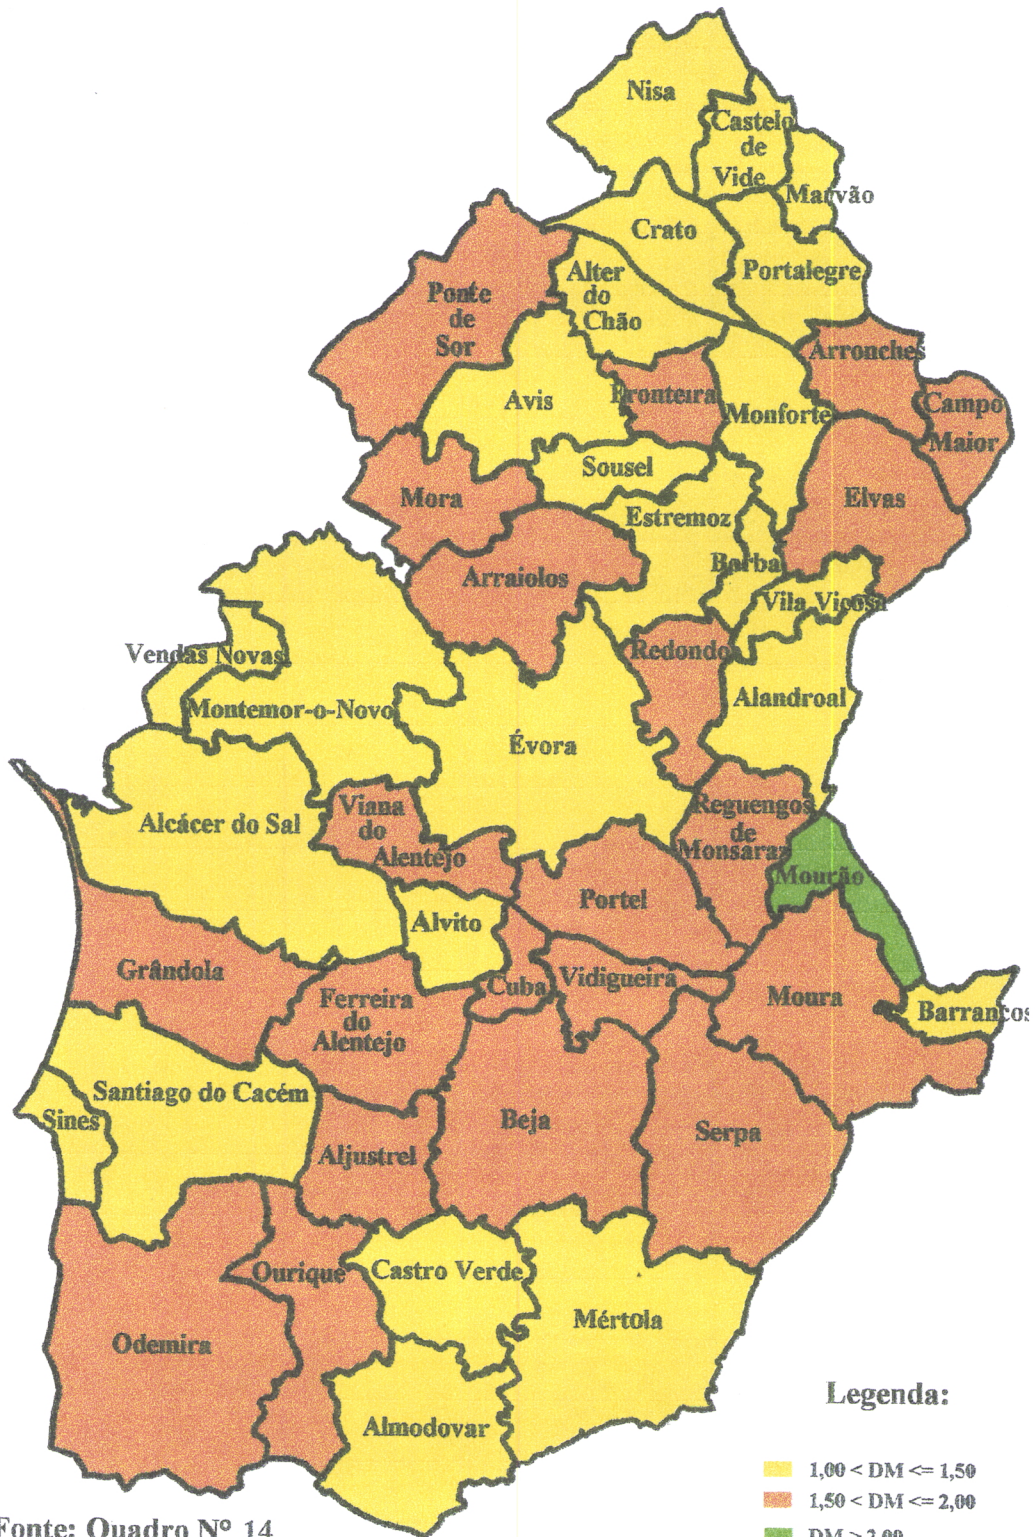 Nisa
Castelo
de
Vide
Marvão
Crato
Portalegre
Alter
do
Chão
Ponte
de
Sor
Arronches
Avis
Fronteira
Monforte
Campo
Maior
Sousel
Mora
Elvas
Estremoz
Borba
Arraiolos
Vila Viçosa
Vendas Novas
Redondo
Alandroal
Montemor-o-Novo
Évora
Viana
do
Alentejo
Reguengos
de
Monsaraz
Alcácer do Sal
Mourão
Portel
Alvito
Grândola
Cuba
Vidigueira
Ferreira
do
Alentejo
Moura
Barrancos
Santiago do Cacém
Sines
Beja
Serpa
Aljustrel
Ourique
Castro Verde
Mértola
Odemira
Almodovar
Legenda:
1,00 < DM <= 1,50
1,50 < DM <= 2,00
DM > 2,00
Fonte: Quadro Nº 14